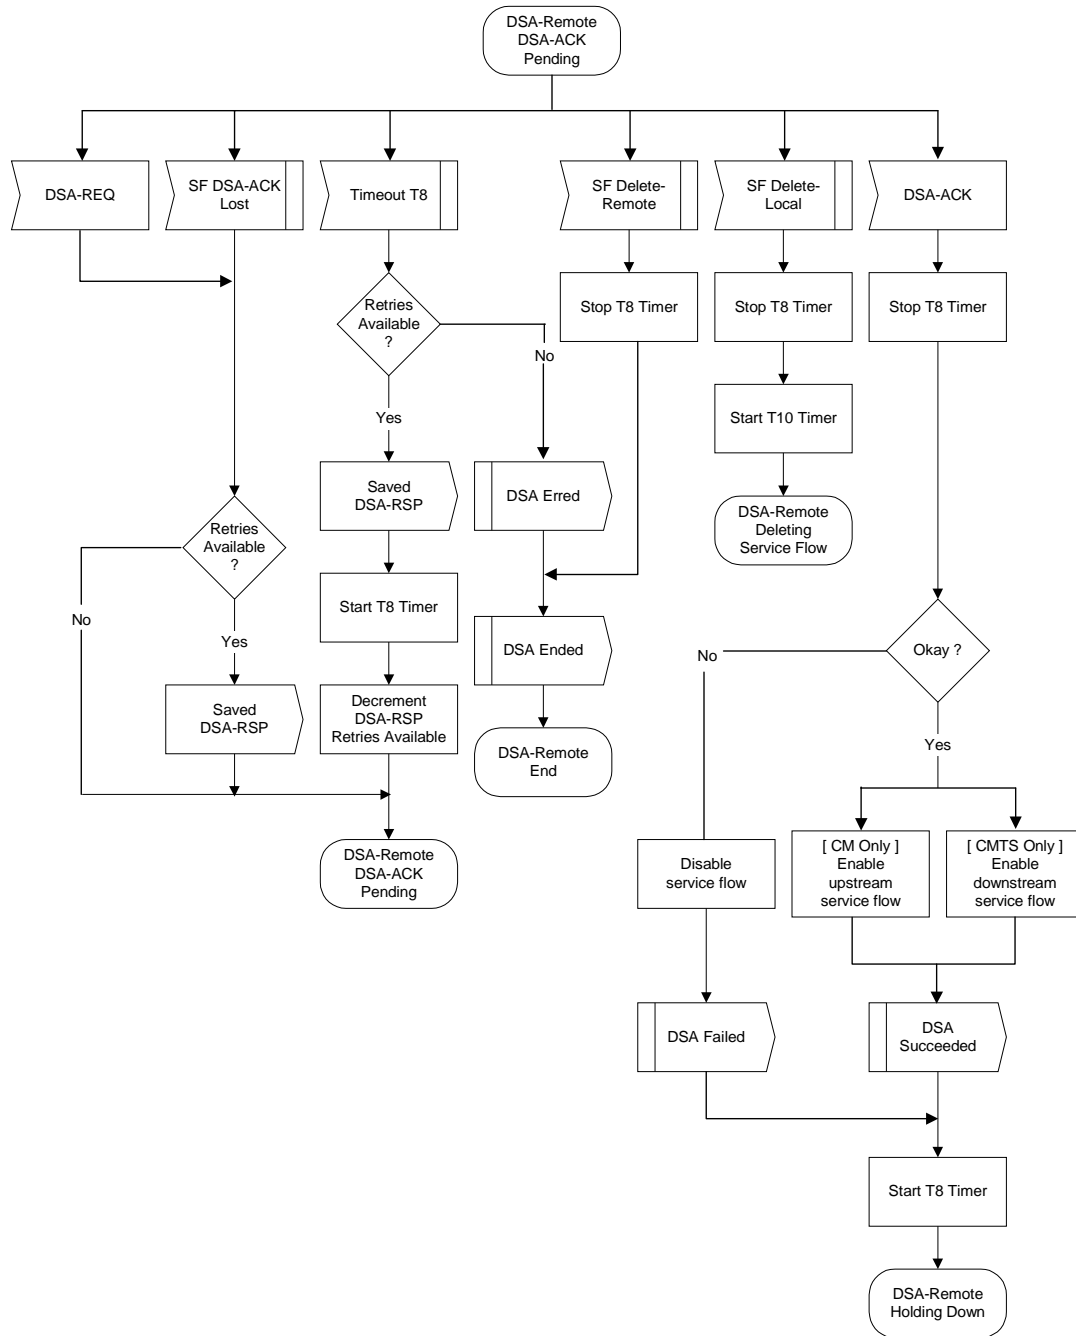 DSA-Remote
DSA-ACK
Pending
DSA-REQ
SF DSA-ACK
Lost
Timeout T8
SF Delete-
Remote
SF Delete-
Local
DSA-ACK
Retries
Available
?
Stop T8 Timer
Stop T8 Timer
Stop T8 Timer
No
Yes
Start T10 Timer
Saved
DSA-RSP
DSA Erred
DSA-Remote
Deleting
Service Flow
Retries
Available
?
No
Yes
Start T8 Timer
DSA Ended
Okay ?
No
Yes
Saved
DSA-RSP
Decrement
DSA-RSP
Retries Available
DSA-Remote
End
DSA-Remote
DSA-ACK
Pending
Disable
service flow
[ CM Only ]
Enable
upstream
service flow
[ CMTS Only ]
Enable
downstream
service flow
DSA Failed
DSA
Succeeded
Start T8 Timer
DSA-Remote
Holding Down